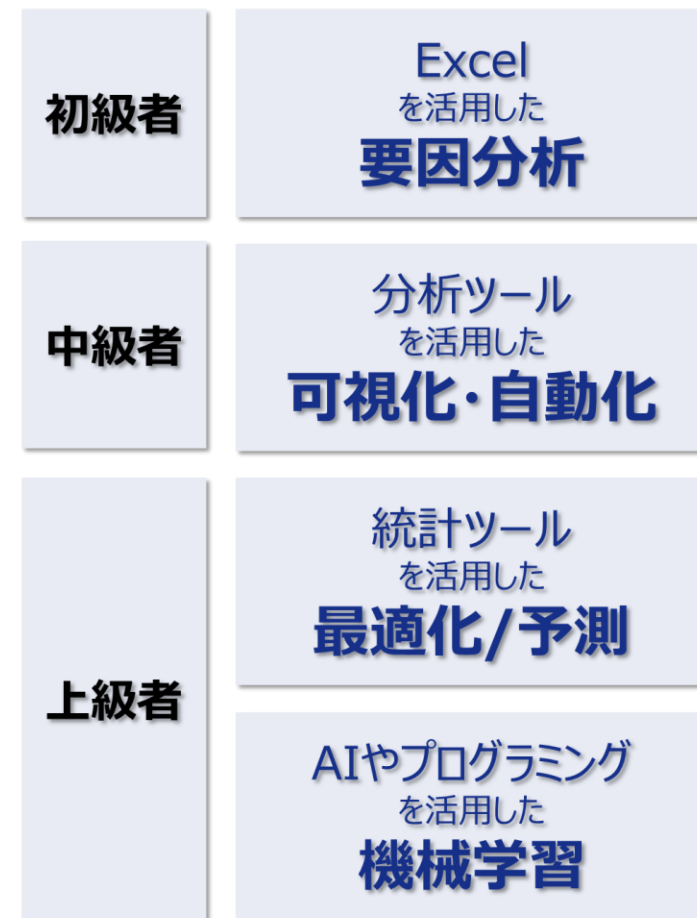 初級者
Excel
を活用した
要因分析
中級者
分析ツール
を活用した
可視化・自動化
上級者
統計ツール
を活用した
最適化/予測
AIやプログラミング
を活用した
機械学習